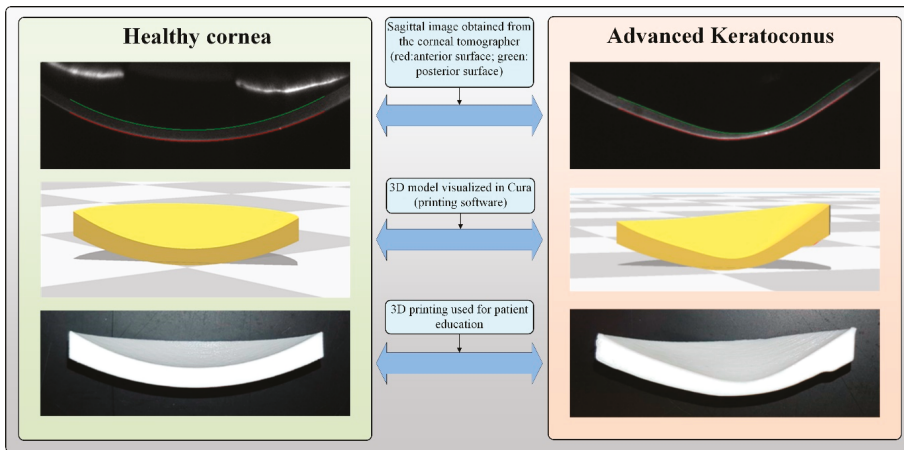 Healthy cornea
Sagittal image obtained from
the corneal tomographer
(red:anterior surface; green:
posterior surface)
Advanced Keratoconus
3D model visualized in Cura
(printing software)
3D printing used for patient
education